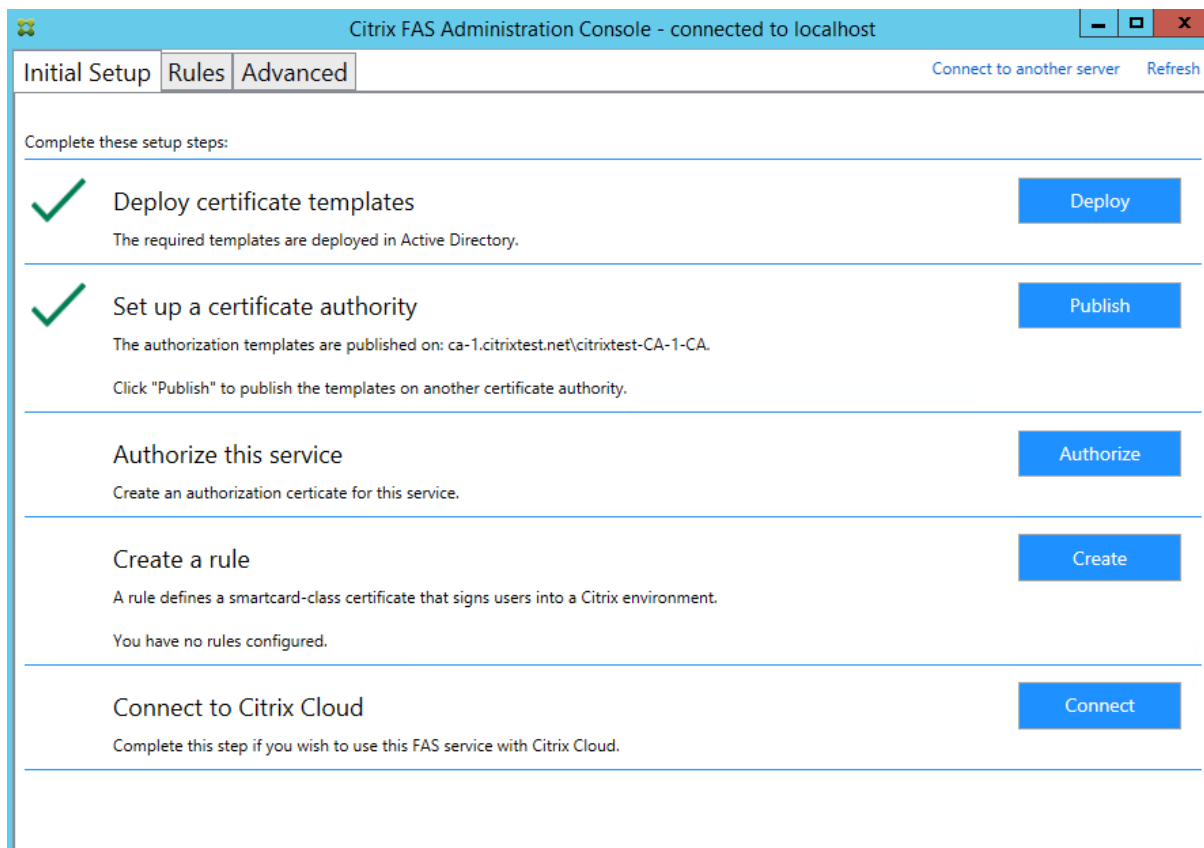 Citrix FAS Administration Console - connected to localhost
Initial Setup Rules Advanced Connect to another server Refresh
Complete these setup steps:
Deploy certificate templates
Deploy
The required templates are deployed in Active Directory.
Set up a certificate authority
Publish
The authorization templates are published on: ca-1.citrixtest.net\citrixtest-CA-1-CA.
Click "Publish" to publish the templates on another certificate authority.
Authorize this service
Authorize
Create an authorization certicate for this service.
Create a rule
Create
A rule defines a smartcard-class certificate that signs users into a Citrix environment.
You have no rules configured.
Connect to Citrix Cloud
Connect
Complete this step if you wish to use this FAS service with Citrix Cloud.